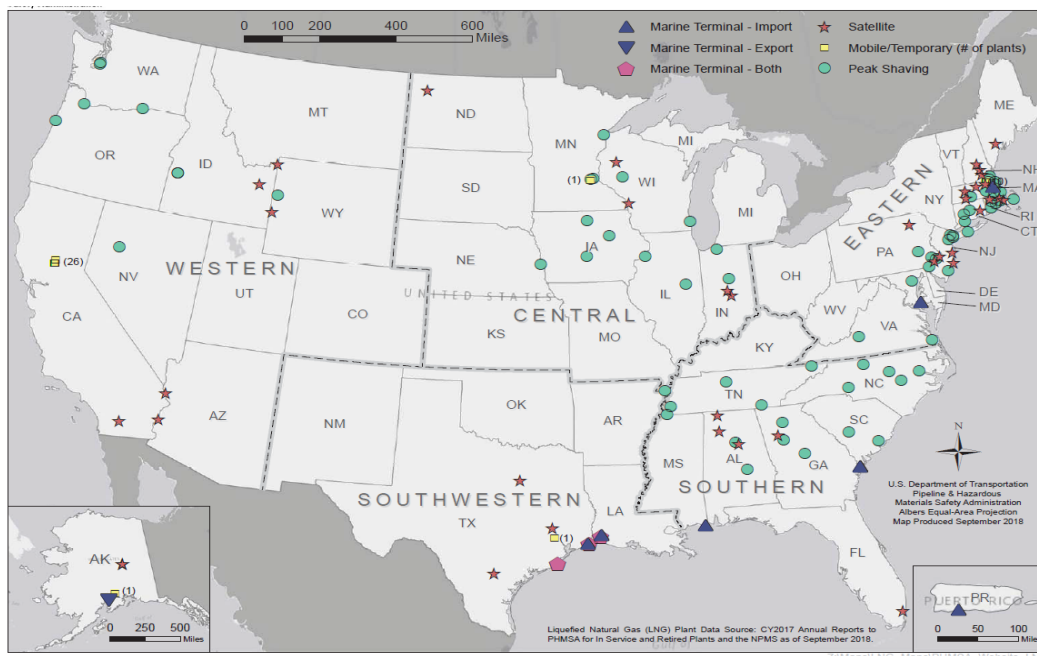 0 100 200 400 600
Miles
Marine Terminal - Import
Marine Terminal - Export
Marine Terminal - Both
Satellite
Mobile/Temporary (# of plants)
Peak Shaving
WA
MT
ND
MN
MI
ME
VT
NH
OR
ID
SD
WI
MI
NY
MA
RI
CT
WY
EASTERN
(1)
IA
PA
NJ
NE
OH
NV
(26)
WESTERN
UT
UNITED STATES
IL
IN
DE
MD
CA
CO
CENTRAL
WV
VA
KS
MO
KY
NC
TN
AZ
NM
OK
AR
SC
MS
AL
GA
N
SOUTHWESTERN
SOUTHERN
LA
TX
(1)
FL
U.S. Department of Transportation
Pipeline & Hazardous
Materials Safety Administration
Albers Equal-Area Projection
Map Produced September 2018
AK
(1)
0 250 500
Miles
PR
PUERTO RICO
0 50 100
Miles
Liquefied Natural Gas (LNG) Plant Data Source: CY2017 Annual Reports to
PHMSA for In Service and Retired Plants and the NPMS as of September 2018.